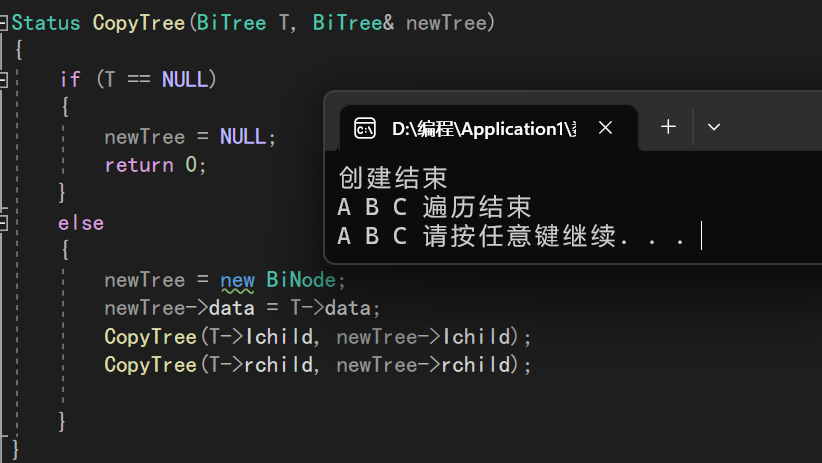 Status CopyTree(BiTree T, BiTree& newTree)
{
if (T == NULL)
{
newTree = NULL;
return 0;
}
else
{
newTree = new BiNode;
newTree->data = T->data;
CopyTree(T->lchild, newTree->lchild);
CopyTree(T->rchild, newTree->rchild);
}
}
D:\编程\Application1\
创建结束
A B C 遍历结束
A B C 请按任意键继续. . .